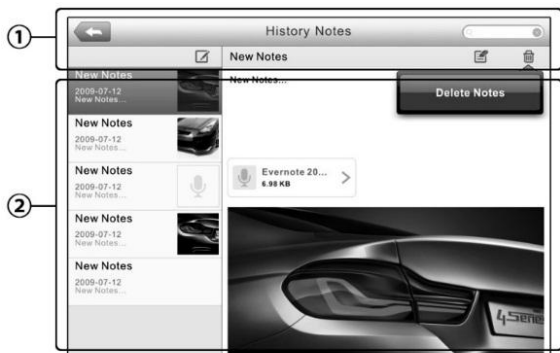 ①
History Notes
New Notes
②
New Notes
2009-07-12
New Notes...
New Notes
2009-07-12
New Notes...
New Notes
2009-07-12
New Notes...
New Notes
2009-07-12
New Notes...
New Notes
2009-07-12
New Notes...
New Notes...
Delete Notes
Evernote 20...
6.98 KB
4Series